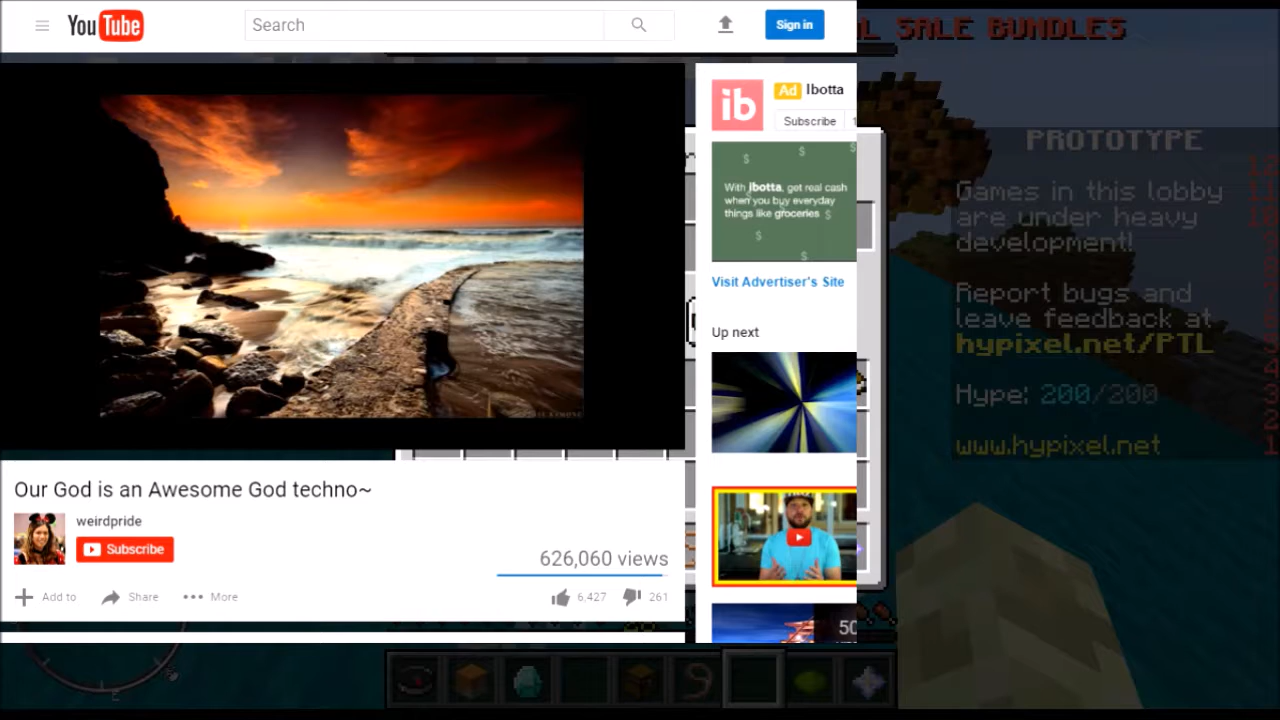 YouTube
Search
Sign in
L SALE BUNDLES
Ad Ibotta
Subscribe 1
With ibotta, get real cash
when you buy everyday
things like groceries
Visit Advertiser's Site
Up next
PROTOTYPE
Games in this lobby
are under heavy
development!
Report bugs and
leave feedback at
hypixel.net/PTL
Hype: 200/200
www.hypixel.net
Our God is an Awesome God techno~
weirdpride
Subscribe
626,060 views
Add to
Share
More
6,427
261
50